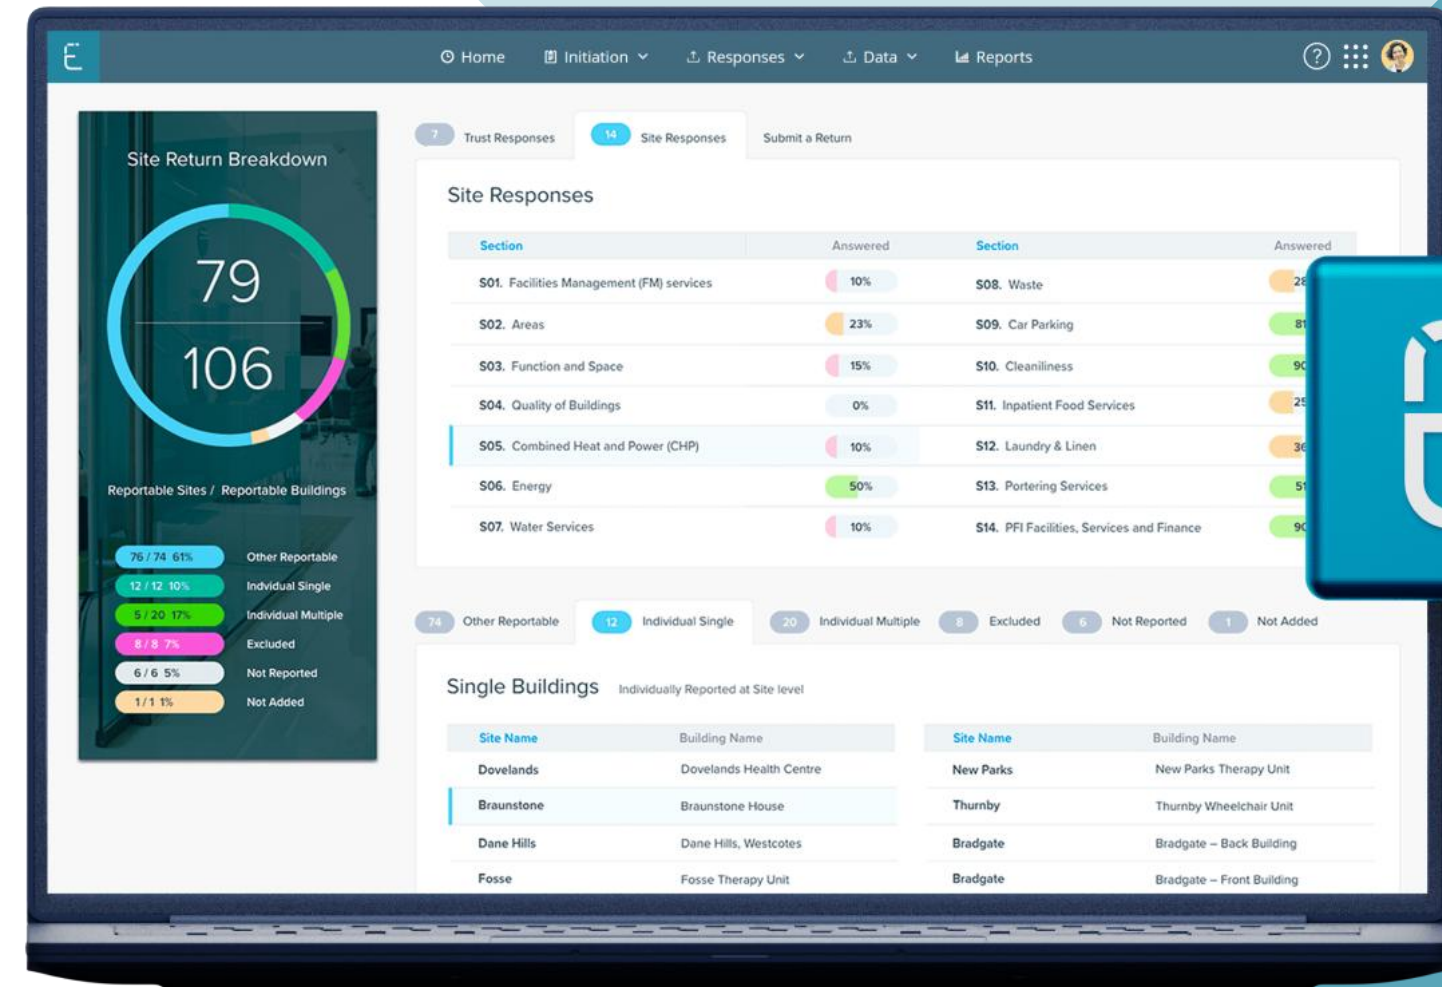 Home Initiation Responses Data Reports
Site Return Breakdown
79
106
Reportable Sites / Reportable Buildings
76 / 74 61% Other Reportable
12 / 12 10% Indvidual Single
5 / 20 17% Individual Multiple
8 / 8 7% Excluded
6 / 6 5% Not Reported
1 / 1 1% Not Added
7 Trust Responses 14 Site Responses Submit a Return
Site Responses
Section Answered Section Answered
S01. Facilities Management (FM) services 10% S08. Waste 28
S02. Areas 23% S09. Car Parking 81
S03. Function and Space 15% S10. Cleaniliness 90
S04. Quality of Buildings 0% S11. Inpatient Food Services 25
S05. Combined Heat and Power (CHP) 10% S12. Laundry & Linen 36
S06. Energy 50% S13. Portering Services 51
S07. Water Services 10% S14. PFI Facilities, Services and Finance 90
74 Other Reportable 12 Individual Single 20 Individual Multiple 8 Excluded 6 Not Reported 1 Not Added
Single Buildings Individually Reported at Site level
Site Name Building Name Site Name Building Name
Dovelands Dovelands Health Centre New Parks New Parks Therapy Unit
Braunstone Braunstone House Thurnby Thurnby Wheelchair Unit
Dane Hills Dane Hills, Westcotes Bradgate Bradgate – Back Building
Fosse Fosse Therapy Unit Bradgate Bradgate – Front Building